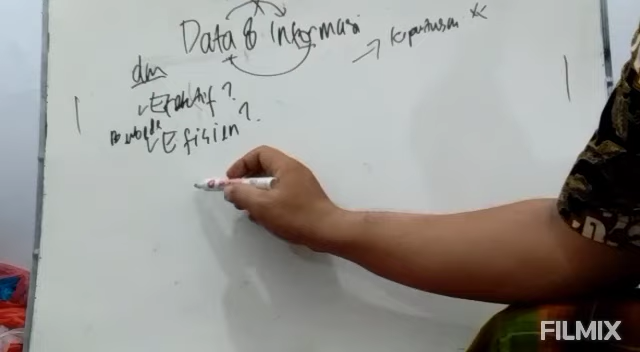 Data & Informasi → Keputusan
dm
Efektif ?
Efisien ?
FILMIX